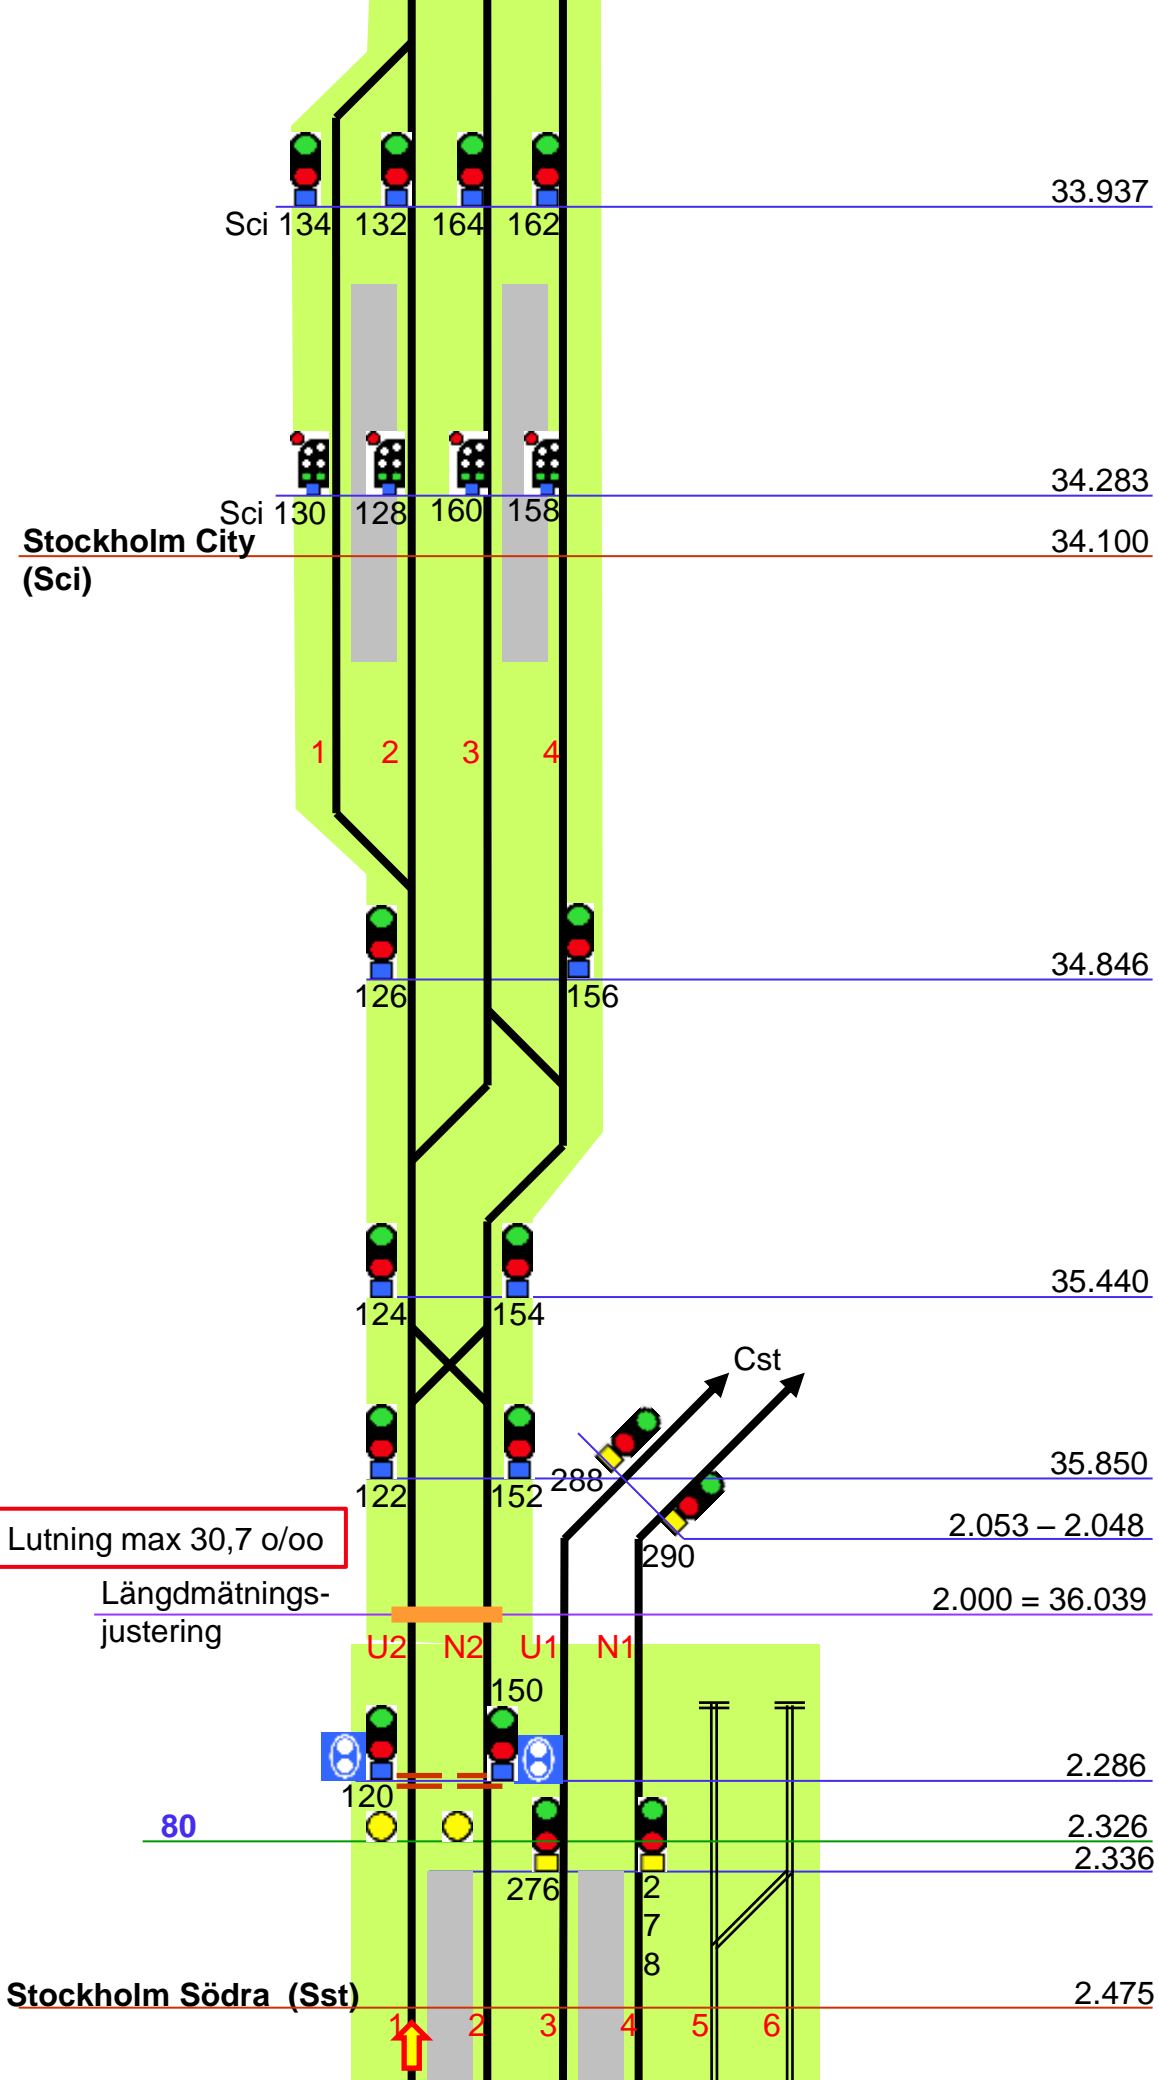 33.937
Sci 134 132 164 162
34.283
Sci 130 128 160 158
Stockholm City
34.100
(Sci)
1 2 3 4
34.846
126 156
35.440
124 154
Cst
35.850
288
122 152
2.053 – 2.048
Lutning max 30,7 o/oo
290
Längdmätnings-
2.000 = 36.039
justering
U2 N2 U1 N1
150
2.286
120
80
2.326
2.336
276
2
7
8
Stockholm Södra (Sst)
2.475
1 2 3 4 5 6